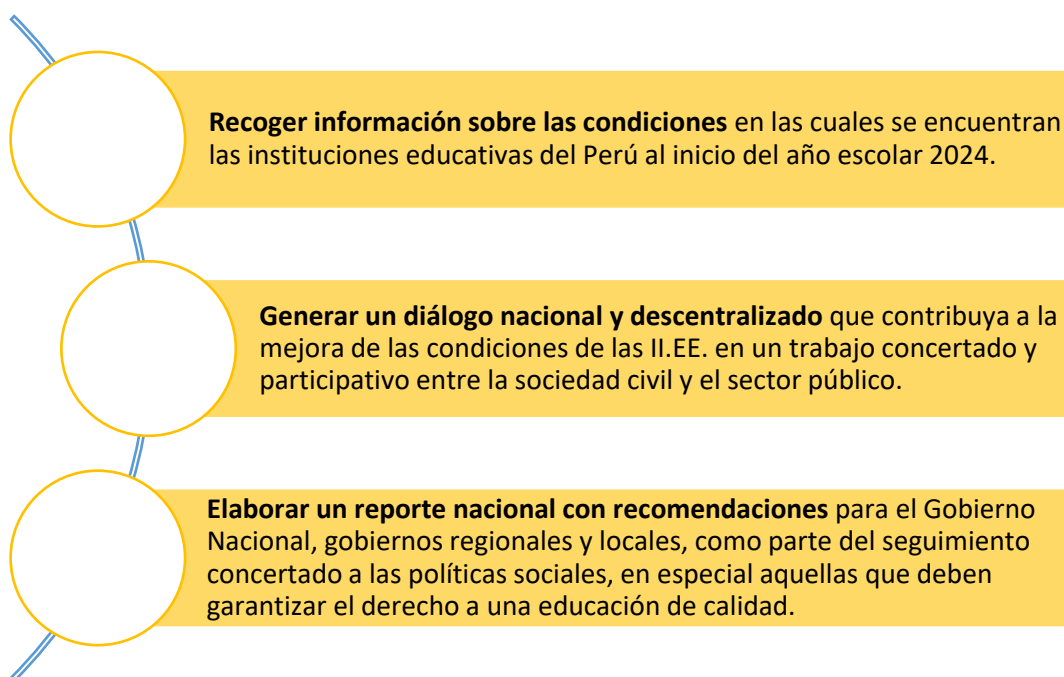 Recoger información sobre las condiciones en las cuales se encuentran
las instituciones educativas del Perú al inicio del año escolar 2024.
Generar un diálogo nacional y descentralizado que contribuya a la
mejora de las condiciones de las II.EE. en un trabajo concertado y
participativo entre la sociedad civil y el sector público.
Elaborar un reporte nacional con recomendaciones para el Gobierno
Nacional, gobiernos regionales y locales, como parte del seguimiento
concertado a las políticas sociales, en especial aquellas que deben
garantizar el derecho a una educación de calidad.